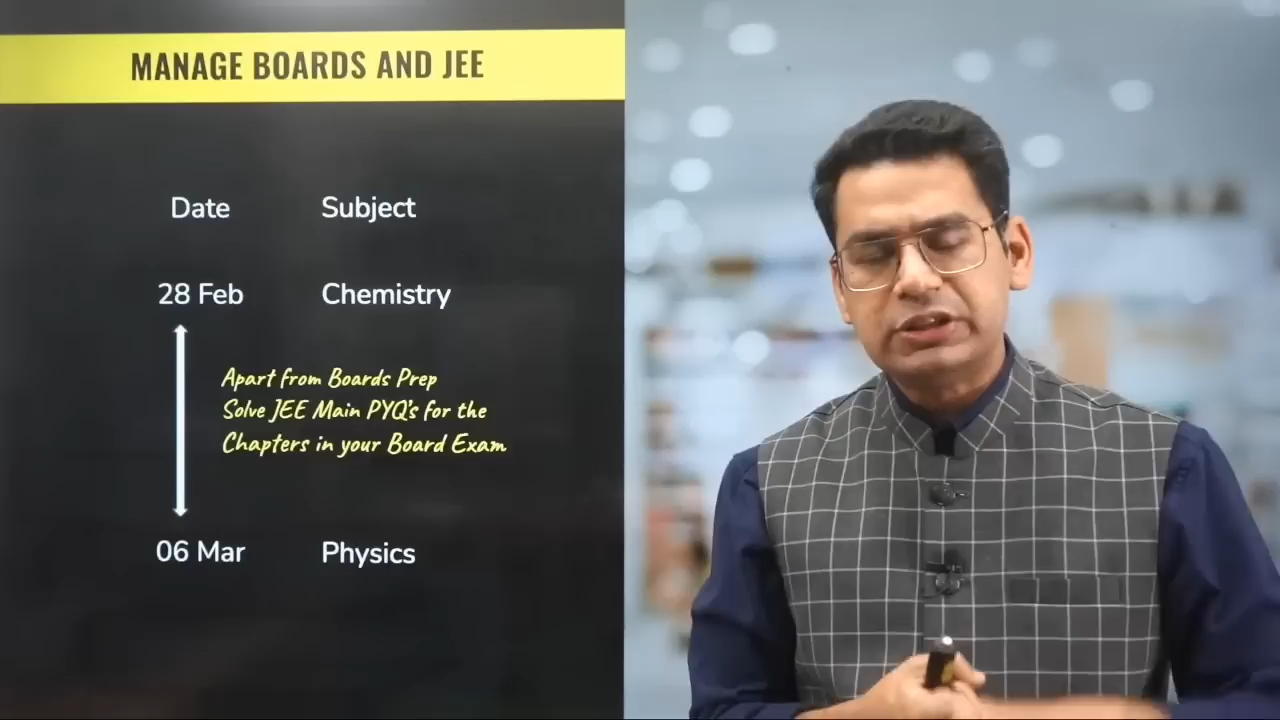 MANAGE BOARDS AND JEE
Date Subject
28 Feb Chemistry
Apart from Boards Prep
Solve JEE Main PYQ's for the
Chapters in your Board Exam
06 Mar Physics